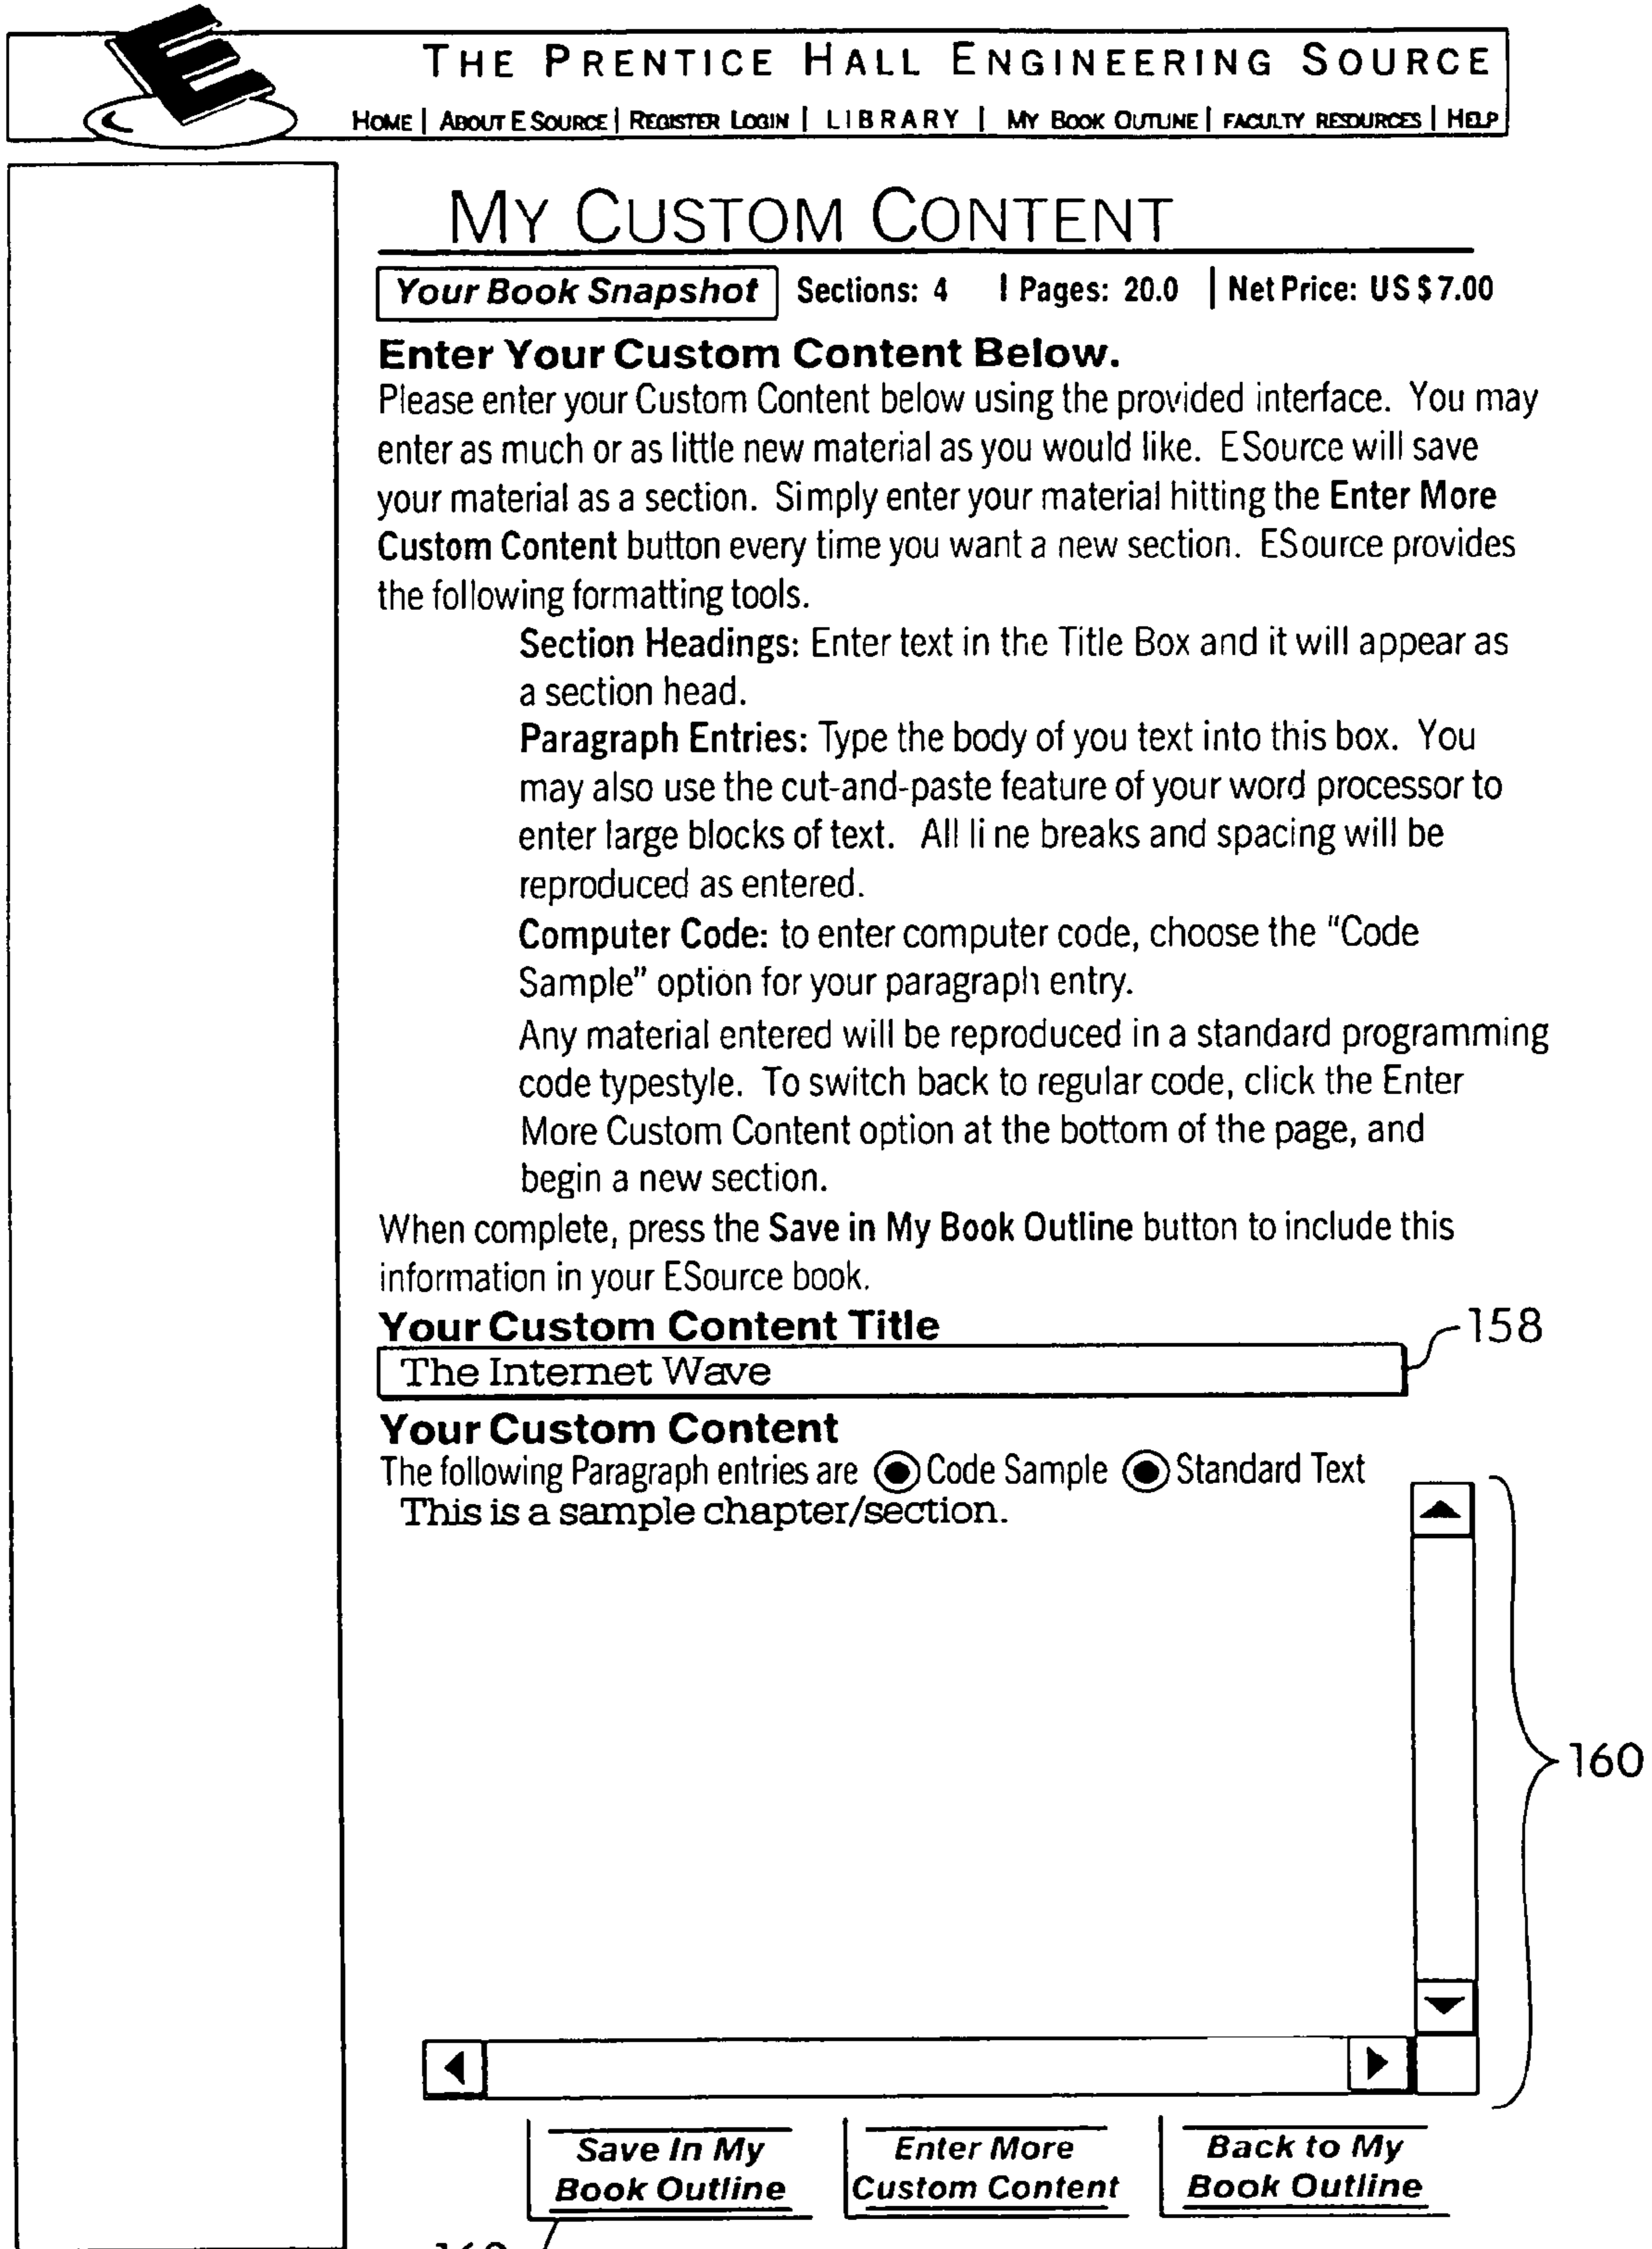 THE PRENTICE HALL ENGINEERING SOURCE
HOME | ABOUT E SOURCE | REGISTER LOGIN | LIBRARY | MY BOOK OUTLINE | FACULTY RESOURCES | HELP
MY CUSTOM CONTENT
Your Book Snapshot Sections: 4 | Pages: 20.0 | Net Price: US $7.00
Enter Your Custom Content Below.
Please enter your Custom Content below using the provided interface. You may
enter as much or as little new material as you would like. ESource will save
your material as a section. Simply enter your material hitting the Enter More
Custom Content button every time you want a new section. ESource provides
the following formatting tools.
Section Headings: Enter text in the Title Box and it will appear as
a section head.
Paragraph Entries: Type the body of you text into this box. You
may also use the cut-and-paste feature of your word processor to
enter large blocks of text. All line breaks and spacing will be
reproduced as entered.
Computer Code: to enter computer code, choose the "Code
Sample" option for your paragraph entry.
Any material entered will be reproduced in a standard programming
code typestyle. To switch back to regular code, click the Enter
More Custom Content option at the bottom of the page, and
begin a new section.
When complete, press the Save in My Book Outline button to include this
information in your ESource book.
Your Custom Content Title
158
The Internet Wave
Your Custom Content
The following Paragraph entries are Code Sample Standard Text
This is a sample chapter/section.
160
Save In My
Book Outline
Enter More
Custom Content
Back to My
Book Outline